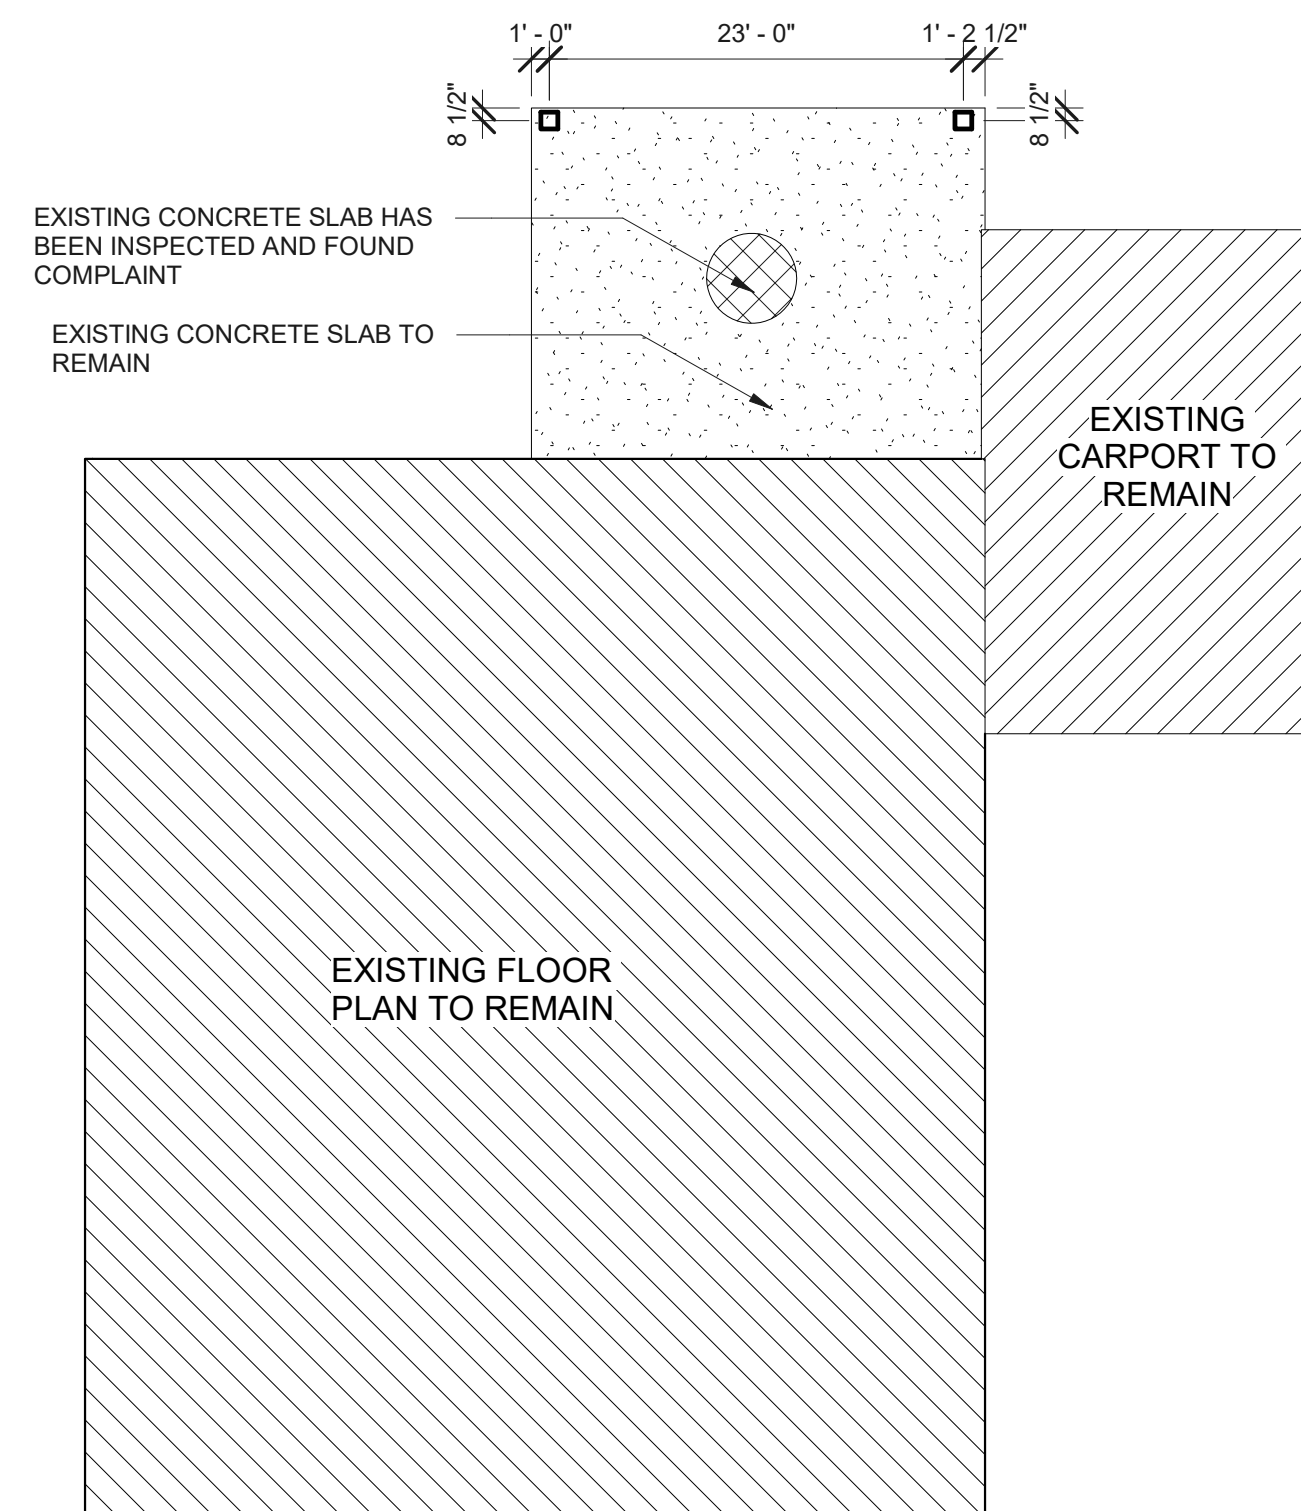 1' - 0" 23' - 0" 1' - 2 1/2"
8 1/2" 8 1/2"
EXISTING CONCRETE SLAB HAS
BEEN INSPECTED AND FOUND
COMPLAINT
EXISTING CONCRETE SLAB TO
REMAIN
EXISTING
CARPORT TO
REMAIN
EXISTING FLOOR
PLAN TO REMAIN